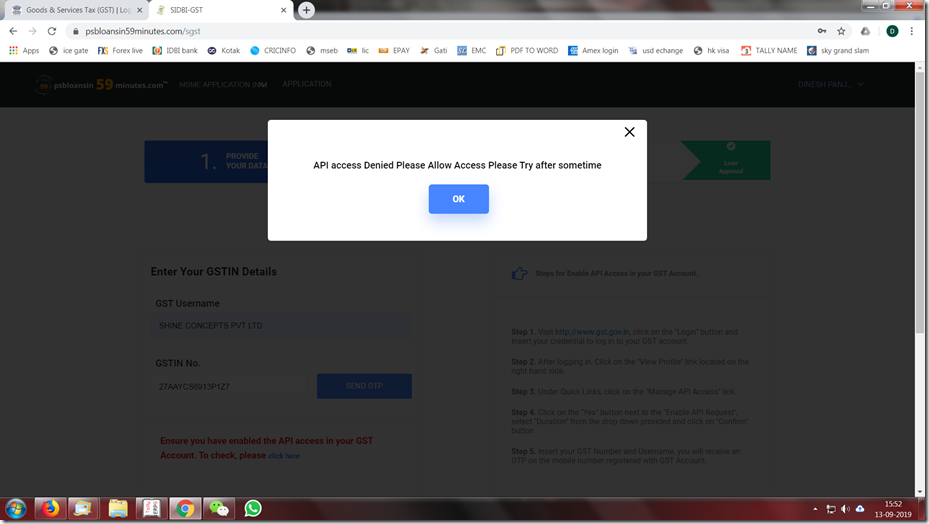 Goods & Services Tax (GST) | Lo
SIDBI-GST
psbloansin59minutes.com/sgst
D
Apps
ice gate
Forex live
IDBI bank
Kotak
CRICINFO
mseb
lic
EPAY
Gati
EMC
PDF TO WORD
Amex login
usd echange
hk visa
TALLY NAME
sky grand slam
psbloansin 59 minutes.com™
MSME APPLICATION
APPLICATION
DINESH PANJ...
1. PROVIDE
YOUR DATA
Loan
Approval
API access Denied Please Allow Access Please Try after sometime
OK
Enter Your GSTIN Details
GST Username
SHINE CONCEPTS PVT LTD
GSTIN No.
27AAYCS6913P1Z7
SEND OTP
Ensure you have enabled the API access in your GST
Account. To check, please click here
Steps for Enable API Access in your GST Account.
Step 1. Visit http://www.gst.gov.in, click on the "Login" button and
insert your credential to log in to your GST account.
Step 2. After logging in, Click on the "View Profile" link located on the
right hand side.
Step 3. Under Quick Links, click on the "Manage API Access" link.
Step 4. Click on the "Yes" button next to the "Enable API Request",
select "Duration" from the drop down provided and click on "Confirm"
button
Step 5. Insert your GST Number and Username, you will receive an
OTP on the mobile number registered with GST Account.
15:52
13-09-2019